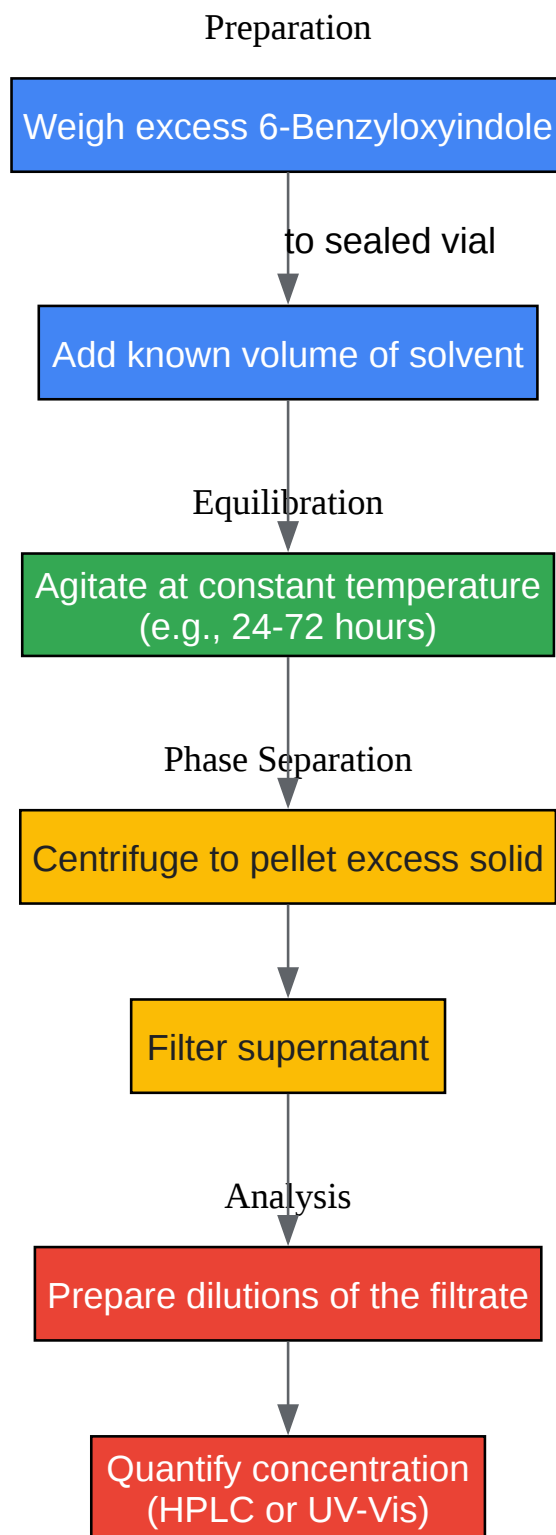 Preparation
Weigh excess 6-Benzyloxyindole
to sealed vial
Add known volume of solvent
Equilibration
Agitate at constant temperature
(e.g., 24-72 hours)
Phase Separation
Centrifuge to pellet excess solid
Filter supernatant
Analysis
Prepare dilutions of the filtrate
Quantify concentration
(HPLC or UV-Vis)